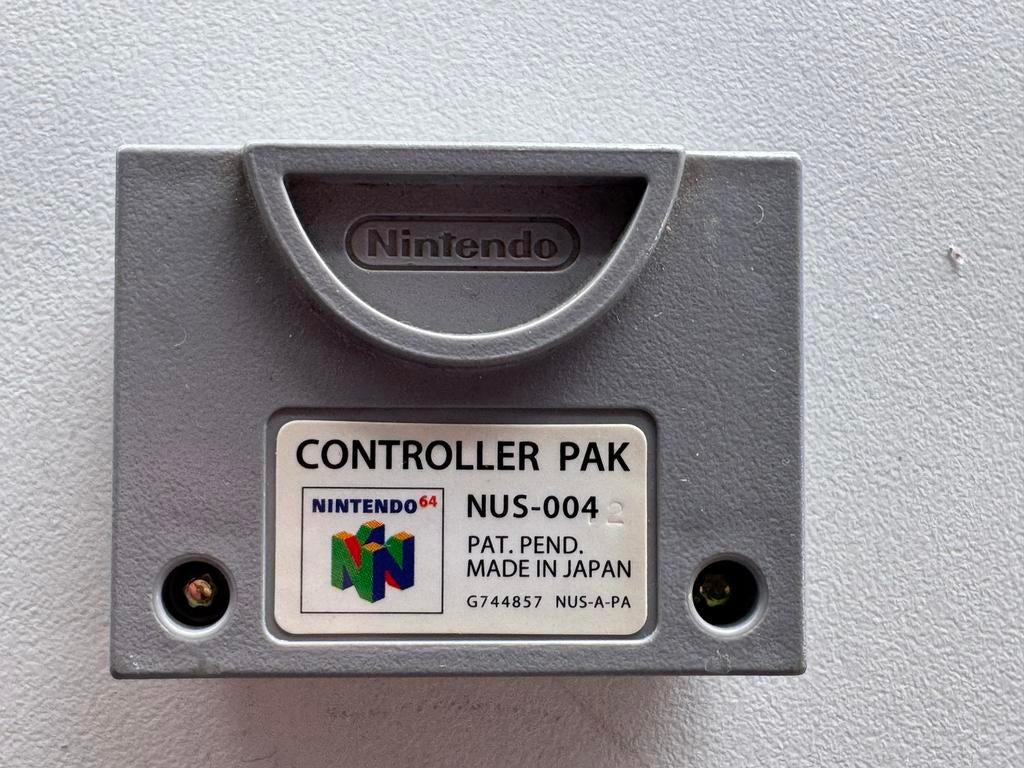 Nintendo
CONTROLLER PAK
NINTENDO64
NUS-004
PAT. PEND.
MADE IN JAPAN
G744857 NUS-A-PA